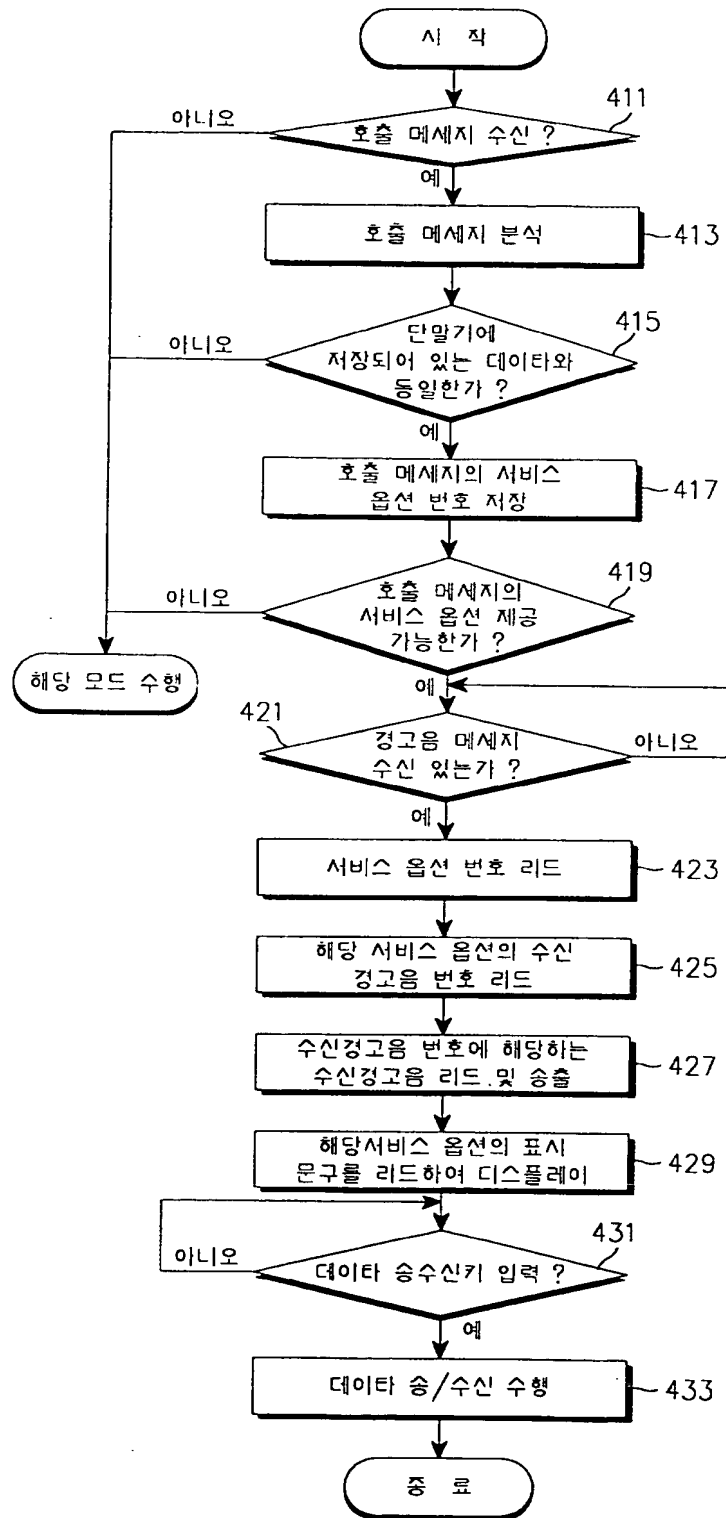 시 작
411
아니오
호출 메세지 수신 ?
예
호출 메세지 분석
413
415
아니오
단말기에
저장되어 있는 데이타와
동일한가 ?
예
호출 메세지의 서비스
옵션 번호 저장
417
419
아니오
호출 메세지의
서비스 옵션 제공
가능한가 ?
해당 모드 수행
예
421
경고음 메세지
수신 있는가 ?
아니오
예
서비스 옵션 번호 리드
423
해당 서비스 옵션의 수신
경고음 번호 리드
425
수신경고음 번호에 해당하는
수신경고음 리드.및 송출
427
해당서비스 옵션의 표시
문구를 리드하여 디스플레이
429
431
아니오
데이타 송수신키 입력 ?
예
데이타 송/수신 수행
433
종 료